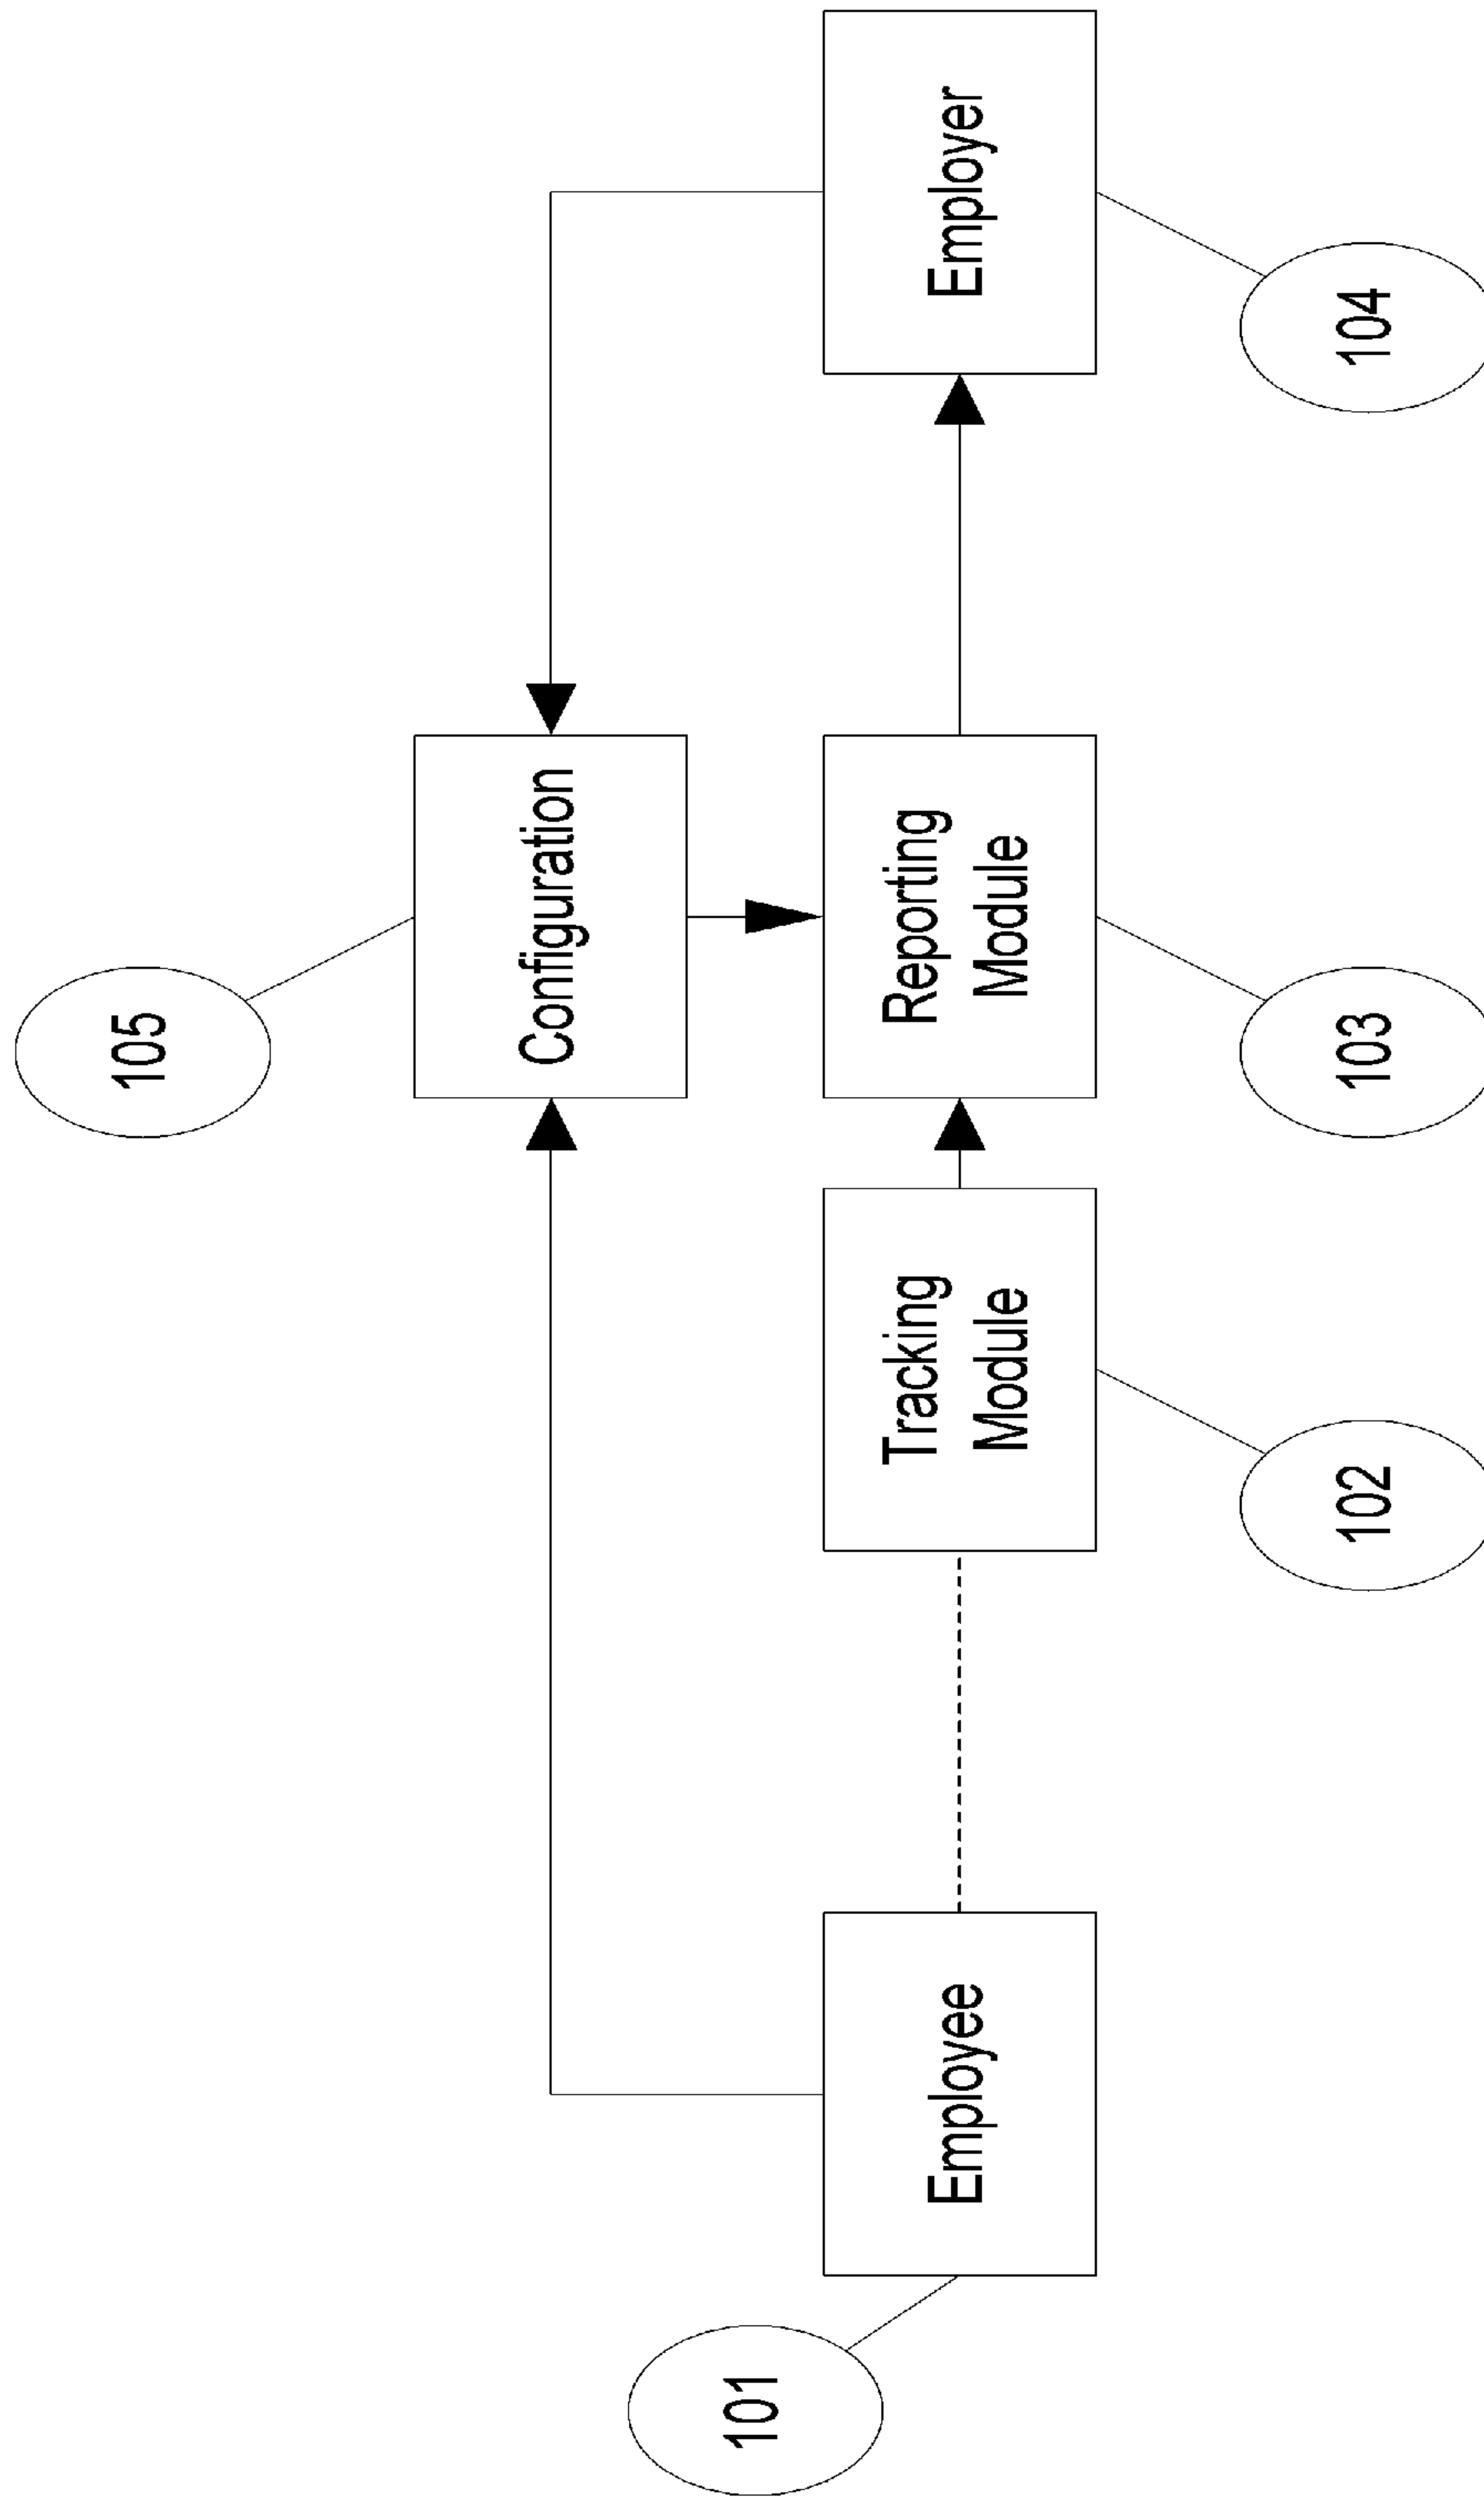 105
Configuration
101
Employee
Tracking
Module
Reporting
Module
Employer
102
103
104